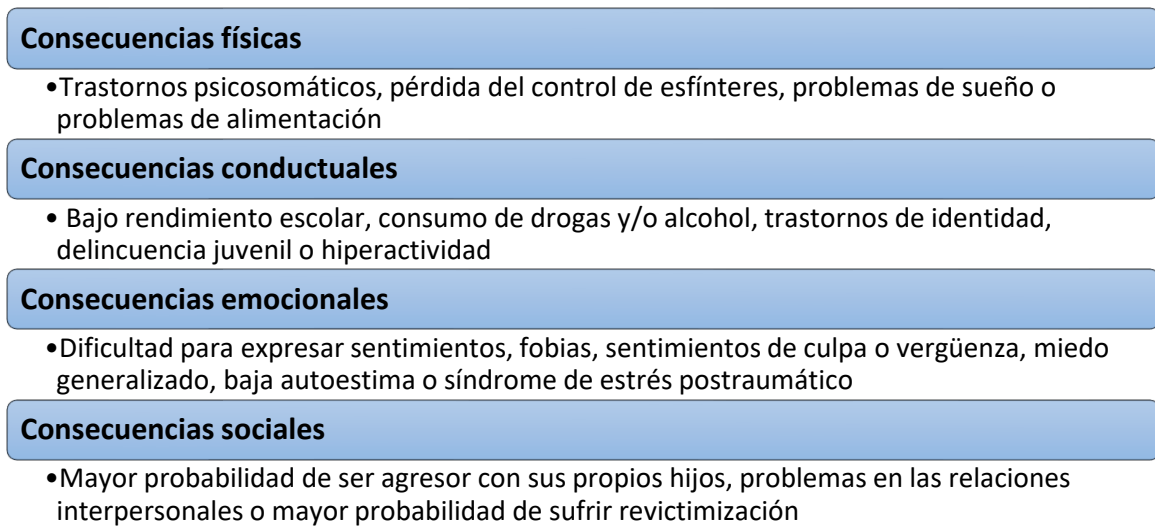 Consecuencias físicas
•Trastornos psicosomáticos, pérdida del control de esfínteres, problemas de sueño o
problemas de alimentación
Consecuencias conductuales
• Bajo rendimiento escolar, consumo de drogas y/o alcohol, trastornos de identidad,
delincuencia juvenil o hiperactividad
Consecuencias emocionales
•Dificultad para expresar sentimientos, fobias, sentimientos de culpa o vergüenza, miedo
generalizado, baja autoestima o síndrome de estrés postraumático
Consecuencias sociales
•Mayor probabilidad de ser agresor con sus propios hijos, problemas en las relaciones
interpersonales o mayor probabilidad de sufrir revictimización